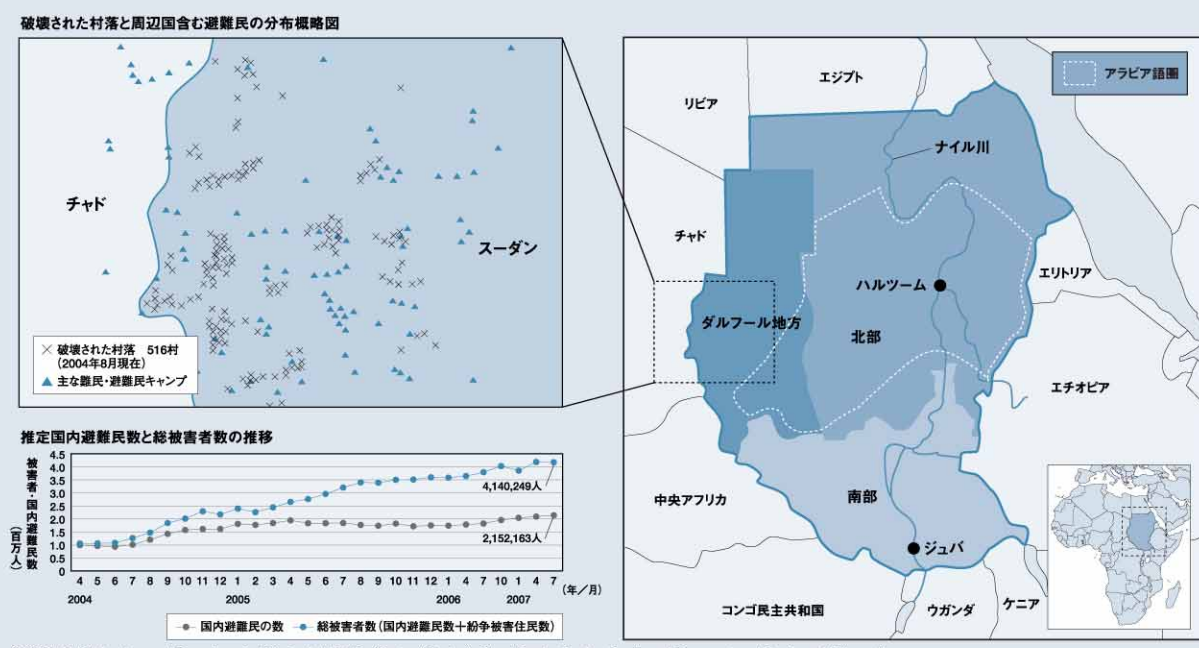 破壊された村落と周辺国含む避難民の分布概略図
チャド
スーダン
× 破壊された村落 516村
(2004年8月現在)
▲ 主な難民・避難民キャンプ
推定国内避難民数と総被害者数の推移
被害者・国内避難民数
(百万人)
4.5
4.0
3.5
3.0
2.5
2.0
1.5
1.0
0.5
0
4,140,249人
2,152,163人
4 5 6 7 8 9 10 11 12 1 2 3 4 5 6 7 8 9 10 11 12 1 4 7 10 1 4 7 (年/月)
2004 2005 2006 2007
国内避難民の数 総被害者数(国内避難民数+紛争被害住民数)
アラビア語圏
エジプト
リビア
ナイル川
チャド
エリトリア
ハルツーム
ダルフール地方
北部
エチオピア
中央アフリカ
南部
ジュバ
コンゴ民主共和国
ウガンダ
ケニア